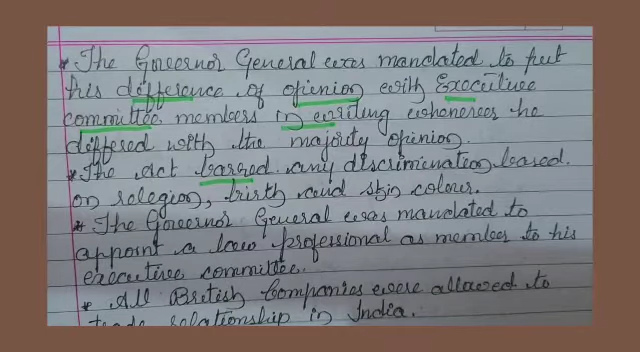 * The Governor General was mandated to put
his difference of opinion with Executive
committee members in writing whenever he
differed with the majority opinion.
* The act barred any discrimination based
on religion, birth and skin colour.
* The Governor General was mandated to
appoint a law professional as member to his
executive committee.
* All British Companies were allowed to
trade relationship in India.